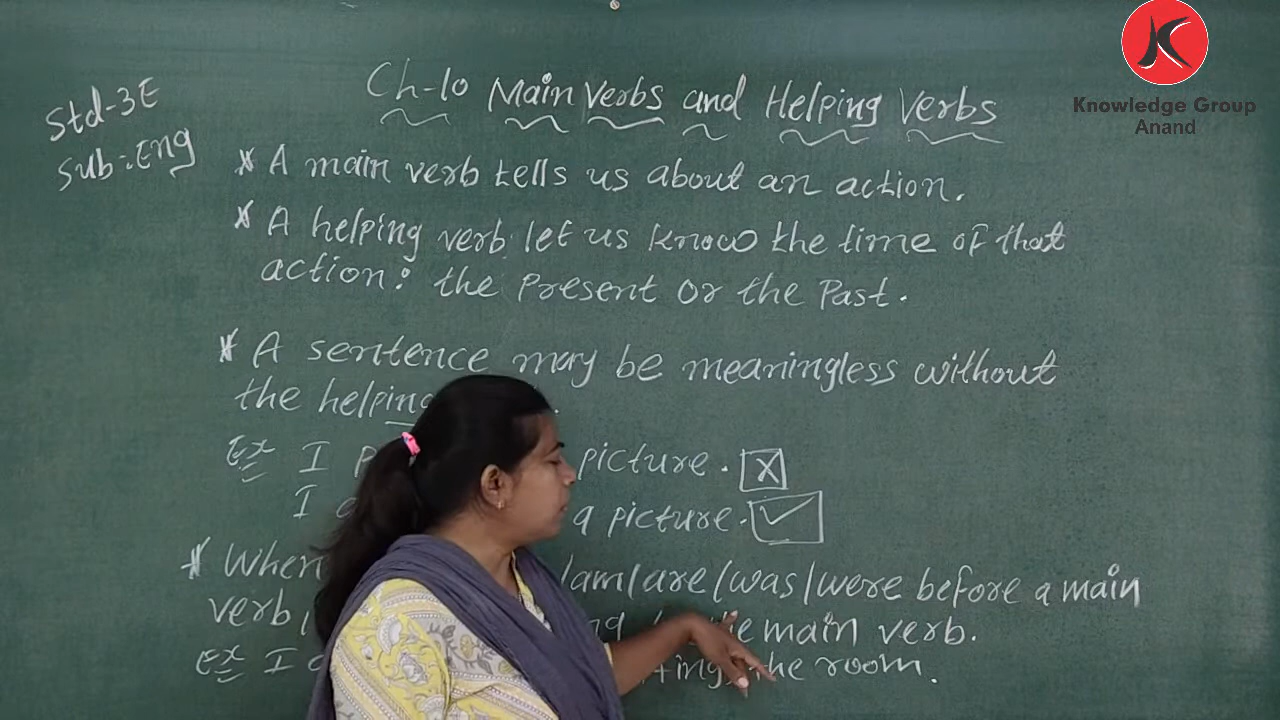 Knowledge Group
Anand
Std-3E
Sub:Eng
Ch-10 Main Verbs and Helping Verbs
* A main verb tells us about an action.
* A helping verb let us know the time of that
action: the Present or the Past.
* A sentence may be meaningless without
the helping
Ex I picture.
I a picture.
* When am/are/was/were before a main
verb, main verb.
Ex I the room.